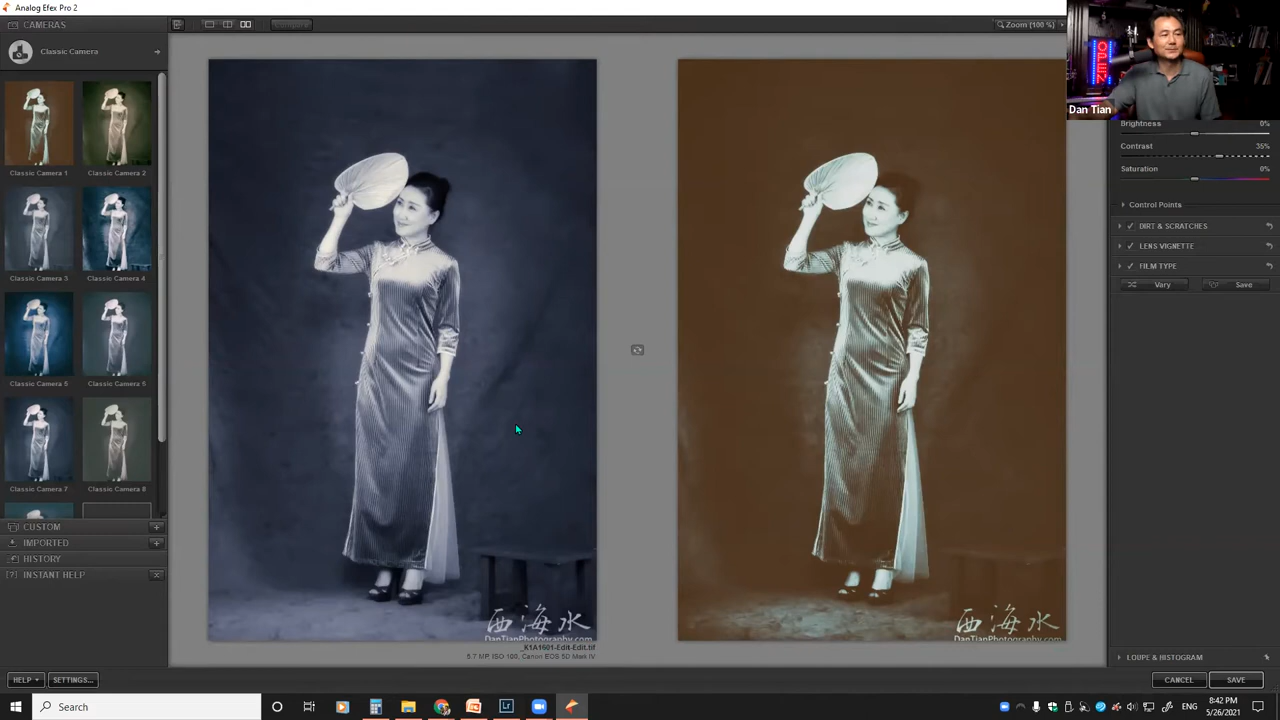 Analog Efex Pro 2
CAMERAS
Zoom (100 %)
Classic Camera
OPEN
Dan Tian
Brightness 0%
Contrast 35%
Saturation 0%
Control Points
DIRT & SCRATCHES
LENS VIGNETTE
FILM TYPE
Vary Save
Classic Camera 1 Classic Camera 2
Classic Camera 3 Classic Camera 4
Classic Camera 6 Classic Camera 5
Classic Camera 7 Classic Camera 8
CUSTOM
IMPORTED
HISTORY
INSTANT HELP
西海水
DanTianPhotography.com
西海水
DanTianPhotography.com
_K1A1601-Edit-Edit.tif
5.7 MP, ISO 100, Canon EOS 5D Mark IV
LOUPE & HISTOGRAM
HELP SETTINGS... CANCEL SAVE
Search
ENG
8:42 PM
5/26/2021